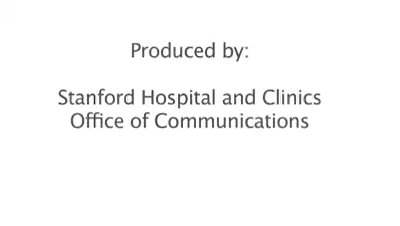 Produced by:
Stanford Hospital and Clinics
Office of Communications